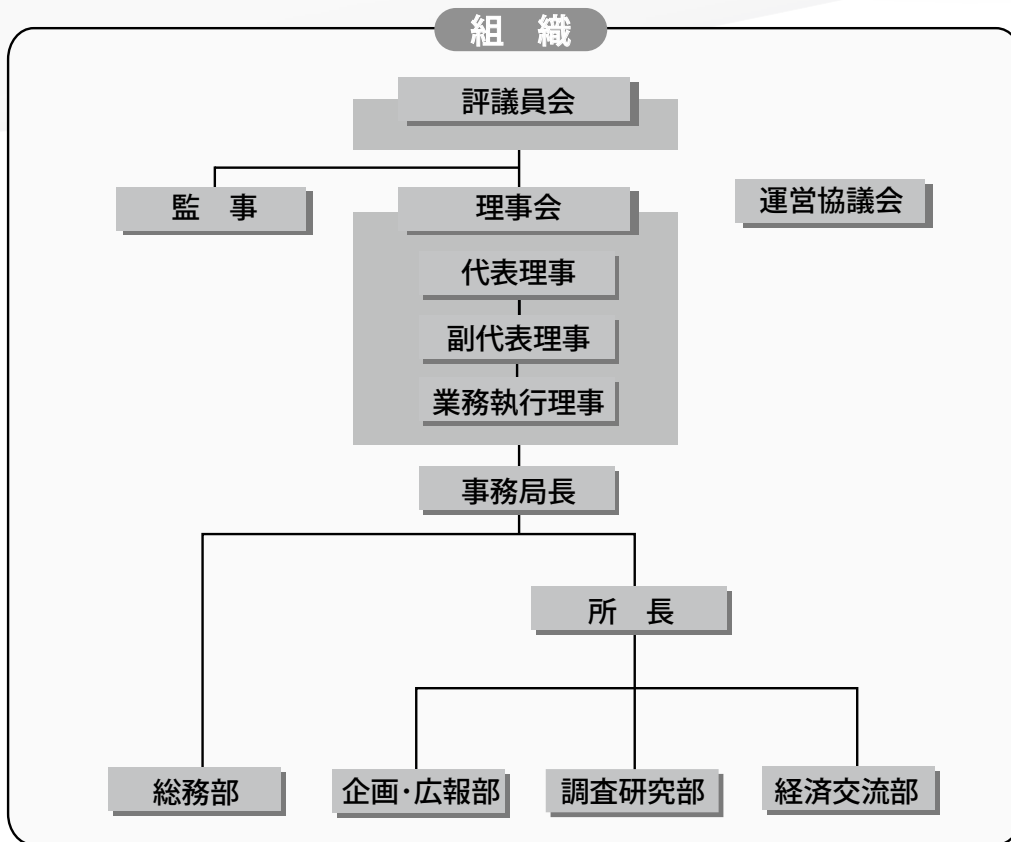 組　織
評議員会
監　事
理事会
運営協議会
代表理事
副代表理事
業務執行理事
事務局長
所　長
総務部
企画・広報部
調査研究部
経済交流部